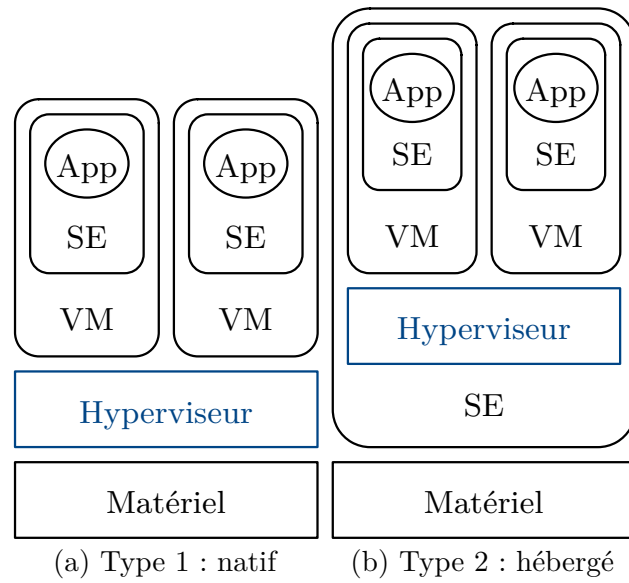 App
App
SE
SE
VM
VM
Hyperviseur
Matériel
(a) Type 1 : natif
App
App
SE
SE
VM
VM
Hyperviseur
SE
Matériel
(b) Type 2 : hébergé